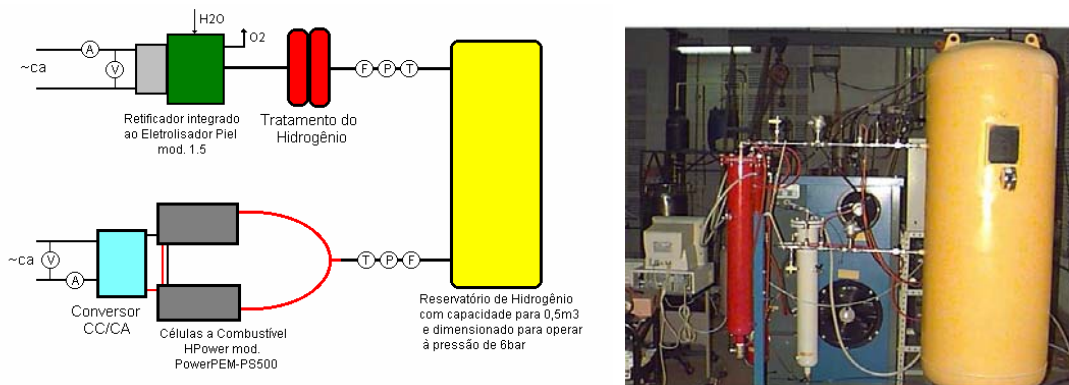 H2O
O2
A
V
~ca
Retificador integrado
ao Eletrolisador Piel
mod. 1.5
Tratamento do
Hidrogênio
F P T
~ca
V
A
Conversor
CC/CA
Células a Combustível
HPower mod.
PowerPEM-PS500
T P F
Reservatório de Hidrogênio
com capacidade para 0,5m3
e dimensionado para operar
à pressão de 6bar